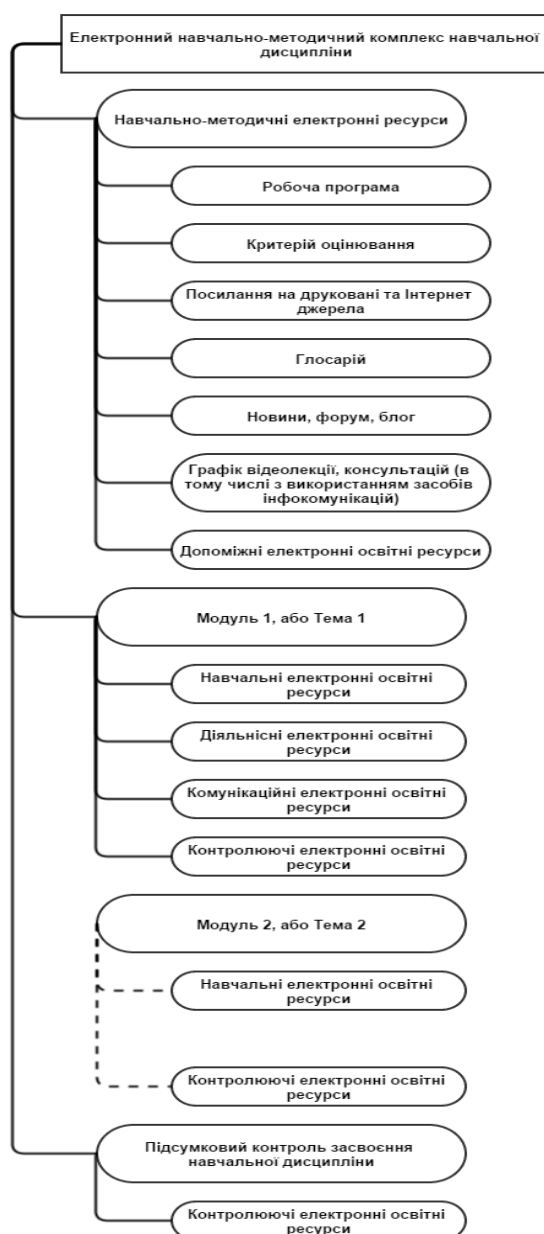 Електронний навчально-методичний комплекс навчальної
дисципліни
Навчально-методичні електронні ресурси
Робоча програма
Критерій оцінювання
Посилання на друковані та Інтернет
джерела
Глосарій
Новини, форум, блог
Графік відеолекції, консультацій (в
тому числі з використанням засобів
інфокомунікацій)
Допоміжні електронні освітні ресурси
Модуль 1, або Тема 1
Навчальні електронні освітні
ресурси
Діяльнісні електронні освітні
ресурси
Комунікаційні електронні освітні
ресурси
Контролюючі електронні освітні
ресурси
Модуль 2, або Тема 2
Навчальні електронні освітні
ресурси
Контролюючі електронні освітні
ресурси
Підсумковий контроль засвоєння
навчальної дисципліни
Контролюючі електронні освітні
ресурси